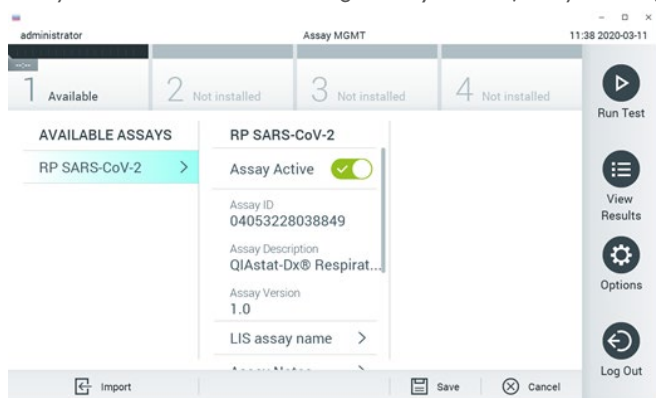 administrator Assay MGMT 11:38 2020-03-11
1 Available 2 Not installed 3 Not installed 4 Not installed
Run Test
AVAILABLE ASSAYS RP SARS-CoV-2
RP SARS-CoV-2 > Assay Active
Assay ID
04053228038849
View
Results
Assay Description
QIAstat-Dx® Respirat...
Options
Assay Version
1.0
LIS assay name >
Log Out
Import Save Cancel